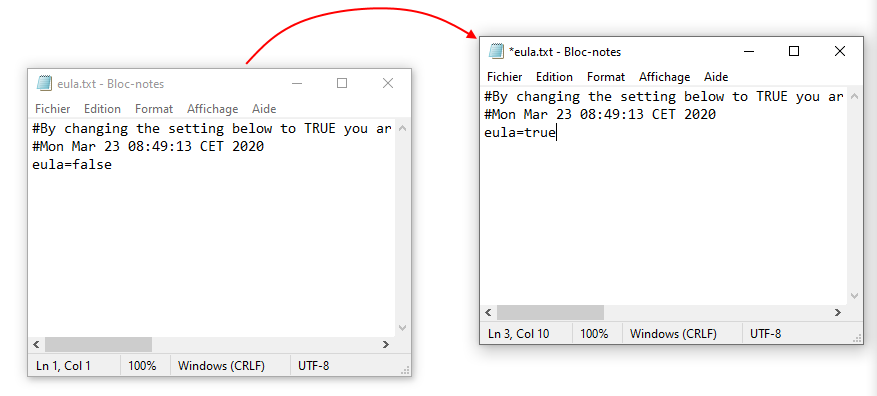 eula.txt - Bloc-notes
Fichier Edition Format Affichage Aide
#By changing the setting below to TRUE you ar
#Mon Mar 23 08:49:13 CET 2020
eula=false
Ln 1, Col 1 100% Windows (CRLF) UTF-8
*eula.txt - Bloc-notes
Fichier Edition Format Affichage Aide
#By changing the setting below to TRUE you ar
#Mon Mar 23 08:49:13 CET 2020
eula=true
Ln 3, Col 10 100% Windows (CRLF) UTF-8